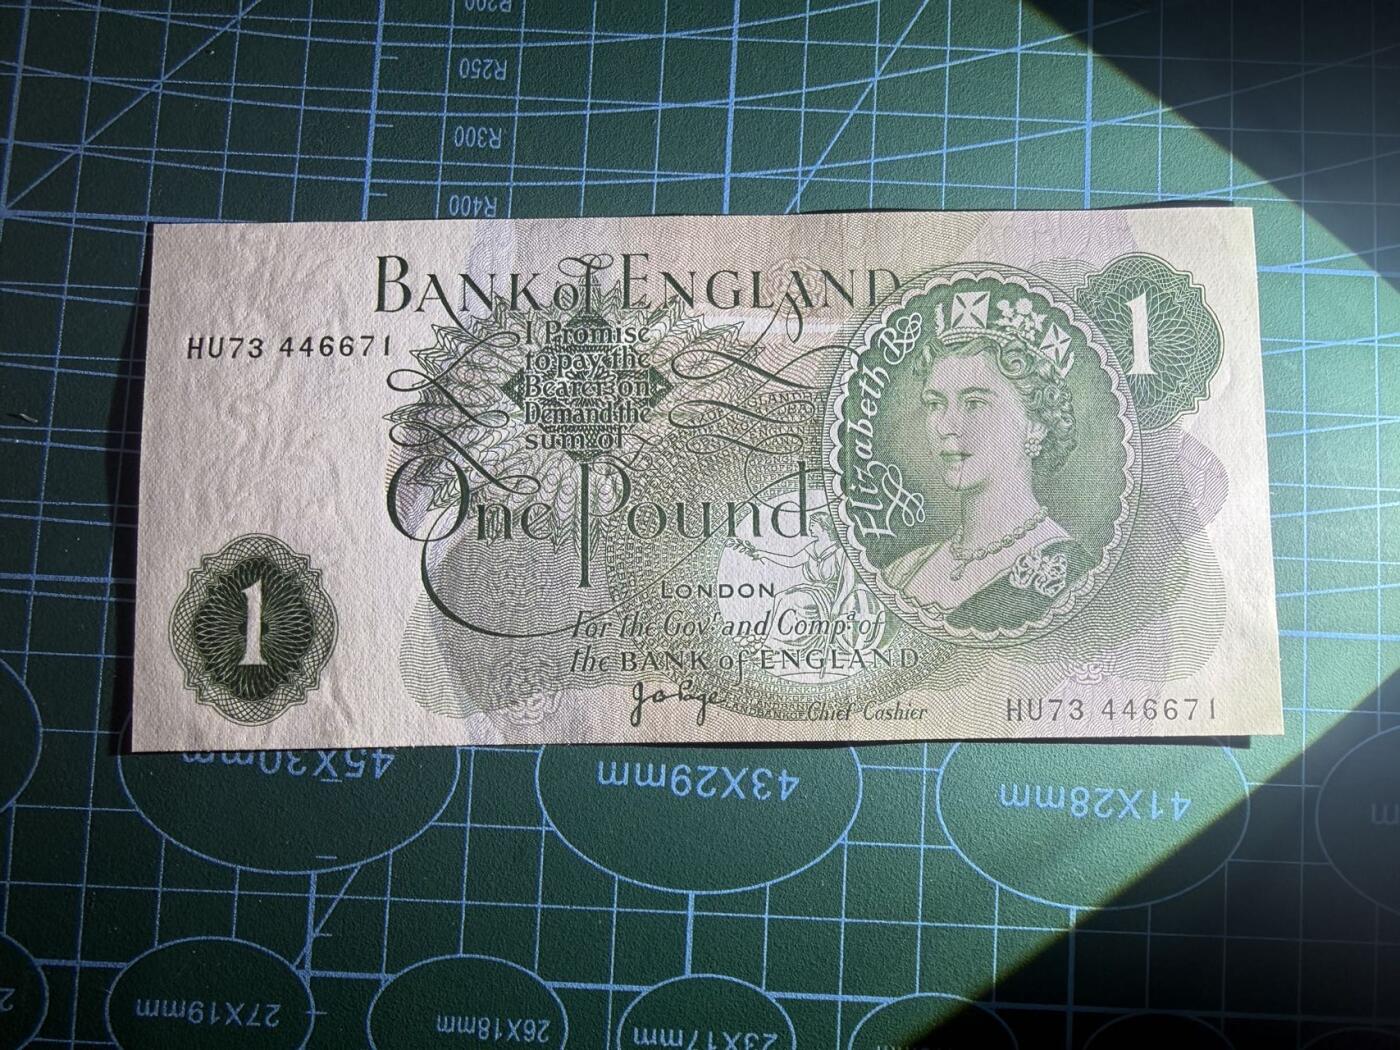 R200
R250
R300
R400
BANK of ENGLAND
HU73 446671
I Promise
to pay the
Bearer on
Demand the
sum of
One Pound
Elizabeth R
1
1
LONDON
For the Govr. and Compa. of
the BANK of ENGLAND
Chief Cashier
HU73 446671
45X30mm
43X29mm
41X28mm
27X19mm
26X18mm
23X17mm